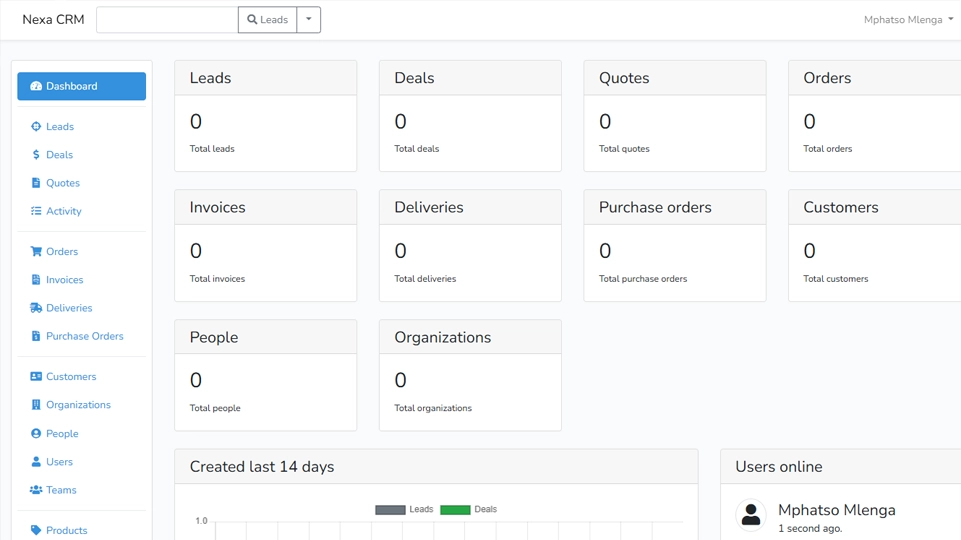 Nexa CRM
Leads
Mphatso Mlenga
Dashboard
Leads
Deals
Quotes
Activity
Orders
Invoices
Deliveries
Purchase Orders
Customers
Organizations
People
Users
Teams
Products
Leads
0
Total leads
Deals
0
Total deals
Quotes
0
Total quotes
Orders
0
Total orders
Invoices
0
Total invoices
Deliveries
0
Total deliveries
Purchase orders
0
Total purchase orders
Customers
0
Total customers
People
0
Total people
Organizations
0
Total organizations
Created last 14 days
Leads
Deals
1.0
Users online
Mphatso Mlenga
1 second ago.